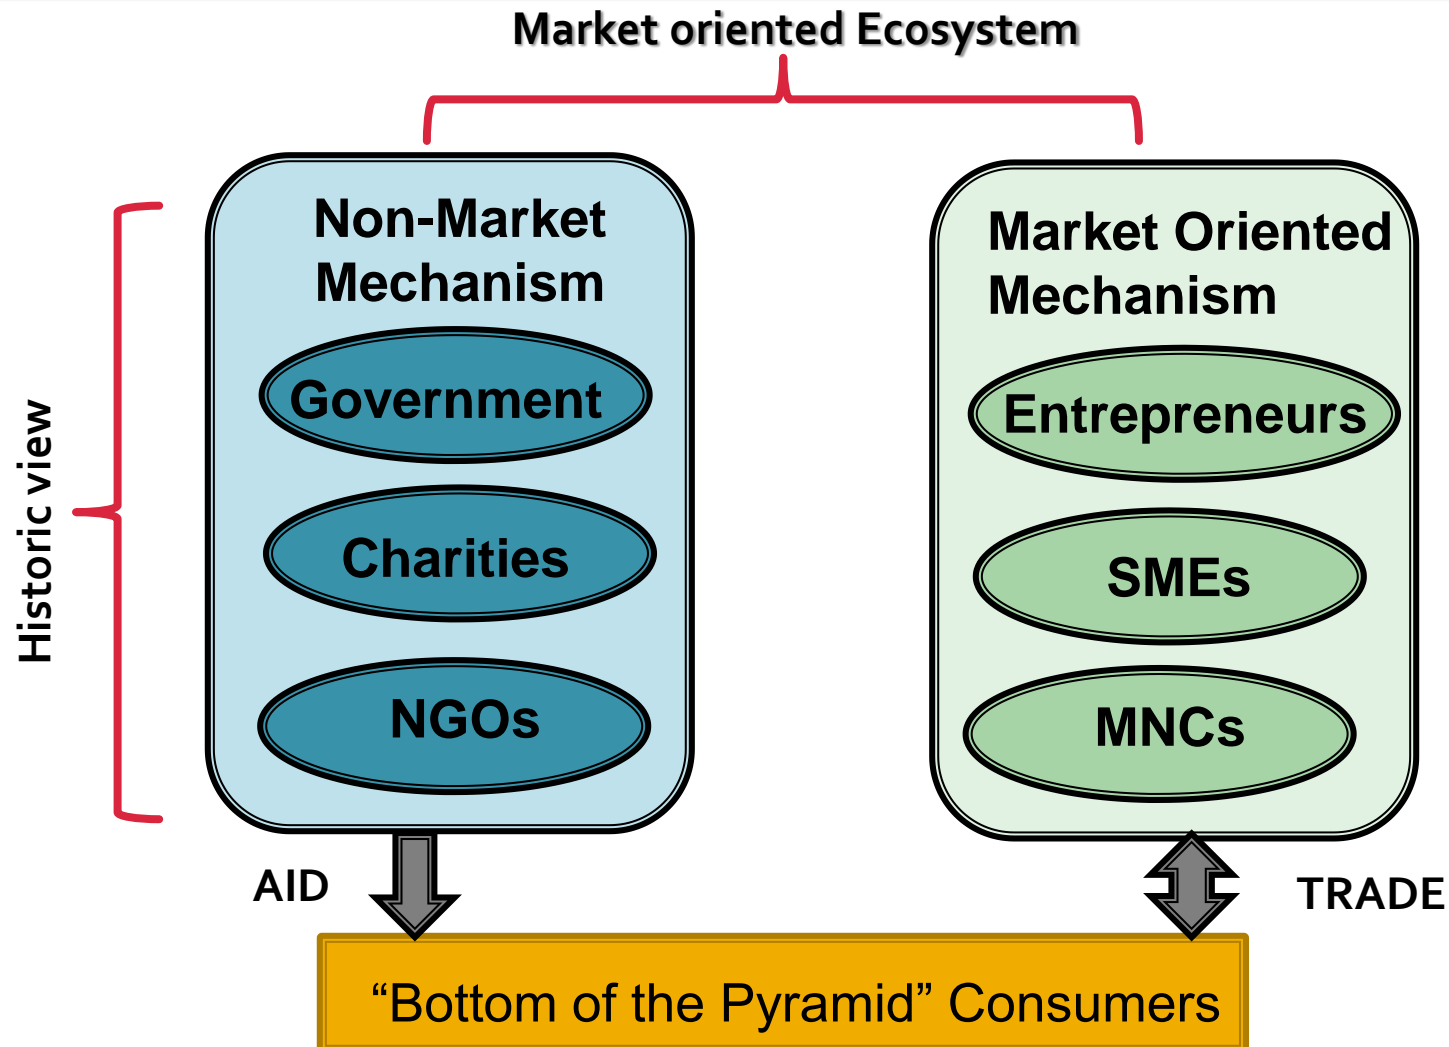 Market oriented Ecosystem
Historic view
Non-Market
Mechanism
Government
Charities
NGOs
AID
Market Oriented
Mechanism
Entrepreneurs
SMEs
MNCs
TRADE
“Bottom of the Pyramid” Consumers